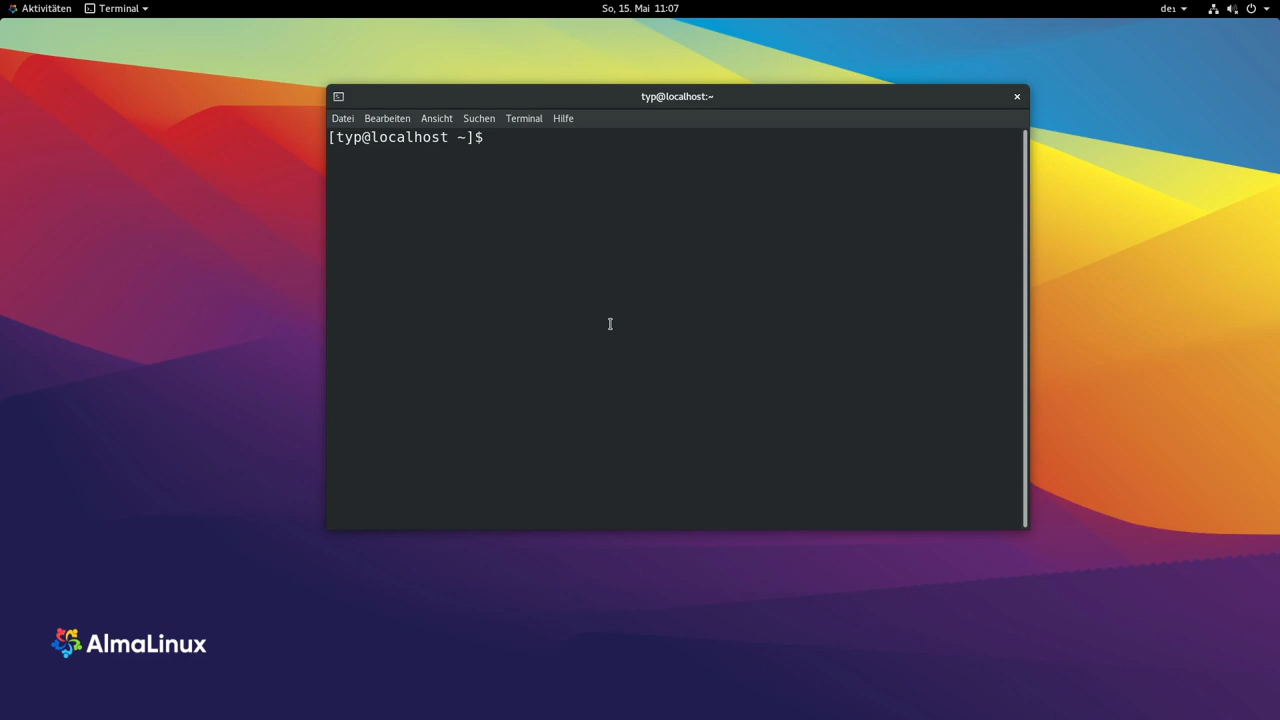 Aktivitäten
Terminal
So, 15. Mai 11:07
de₁
typ@localhost:~
Datei Bearbeiten Ansicht Suchen Terminal Hilfe
[typ@localhost ~]$
AlmaLinux